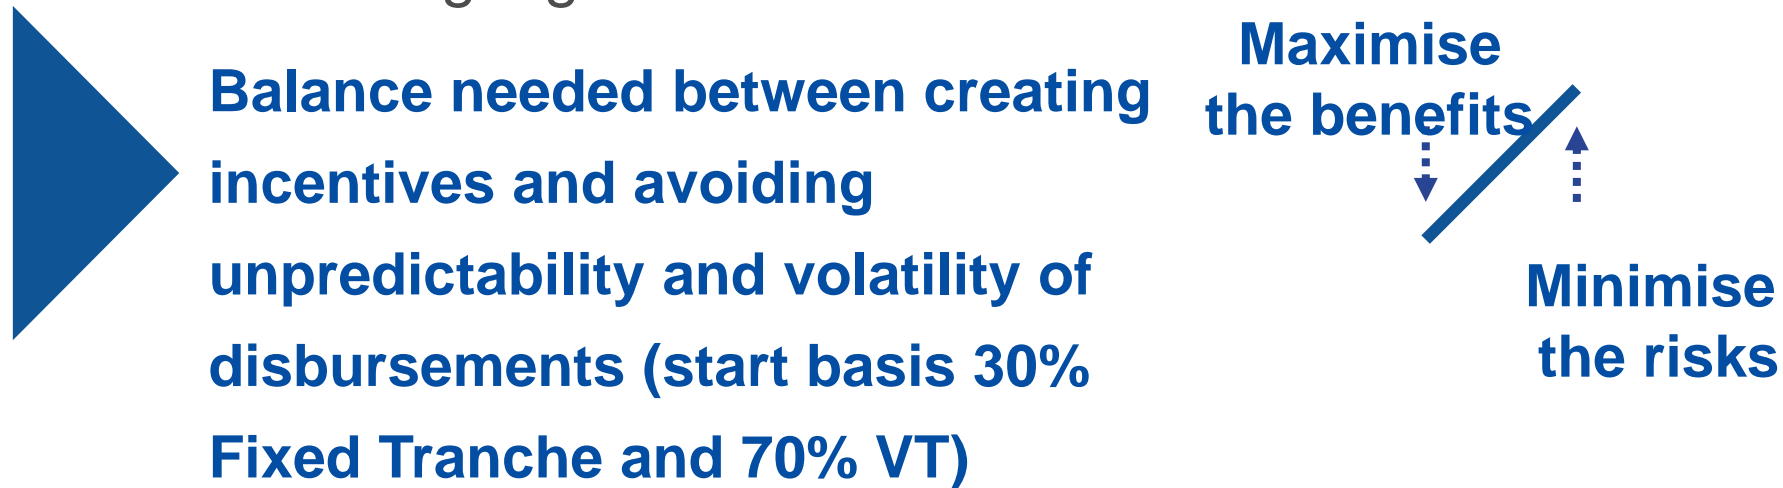 Balance needed between creating
incentives and avoiding
unpredictability and volatility of
disbursements (start basis 30%
Fixed Tranche and 70% VT)
Maximise
the benefits
Minimise
the risks